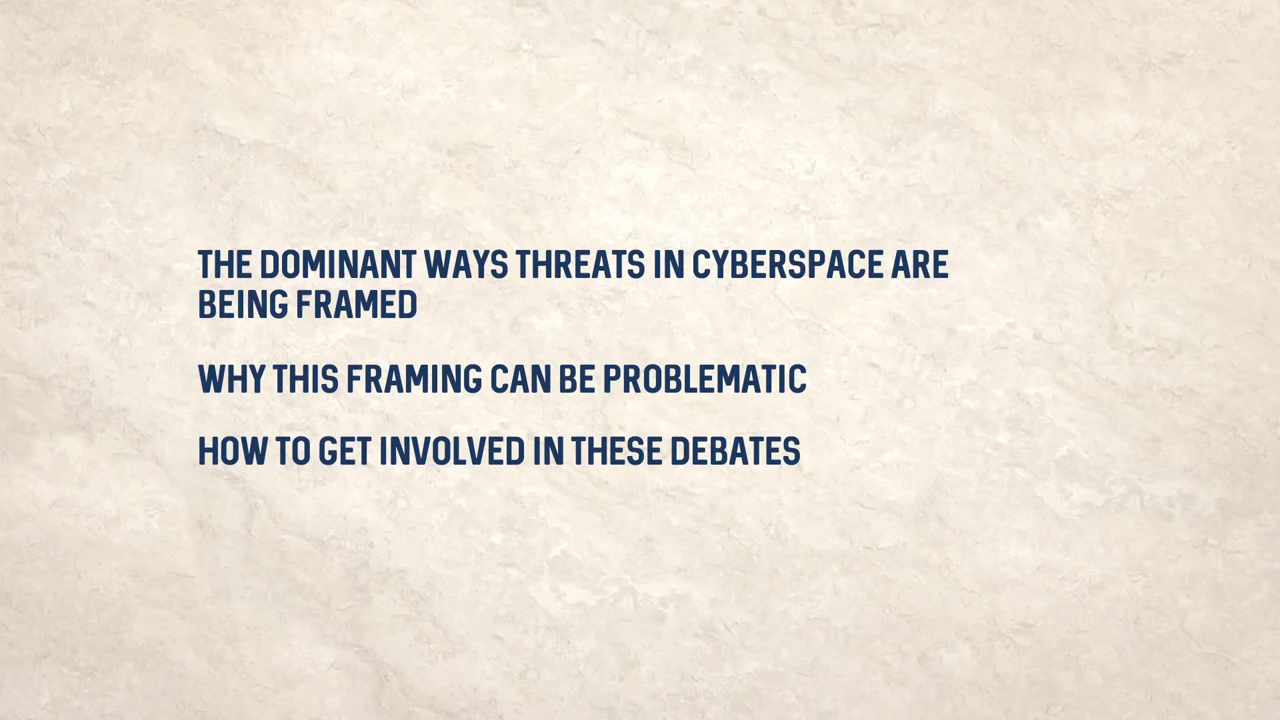 THE DOMINANT WAYS THREATS IN CYBERSPACE ARE
BEING FRAMED
WHY THIS FRAMING CAN BE PROBLEMATIC
HOW TO GET INVOLVED IN THESE DEBATES